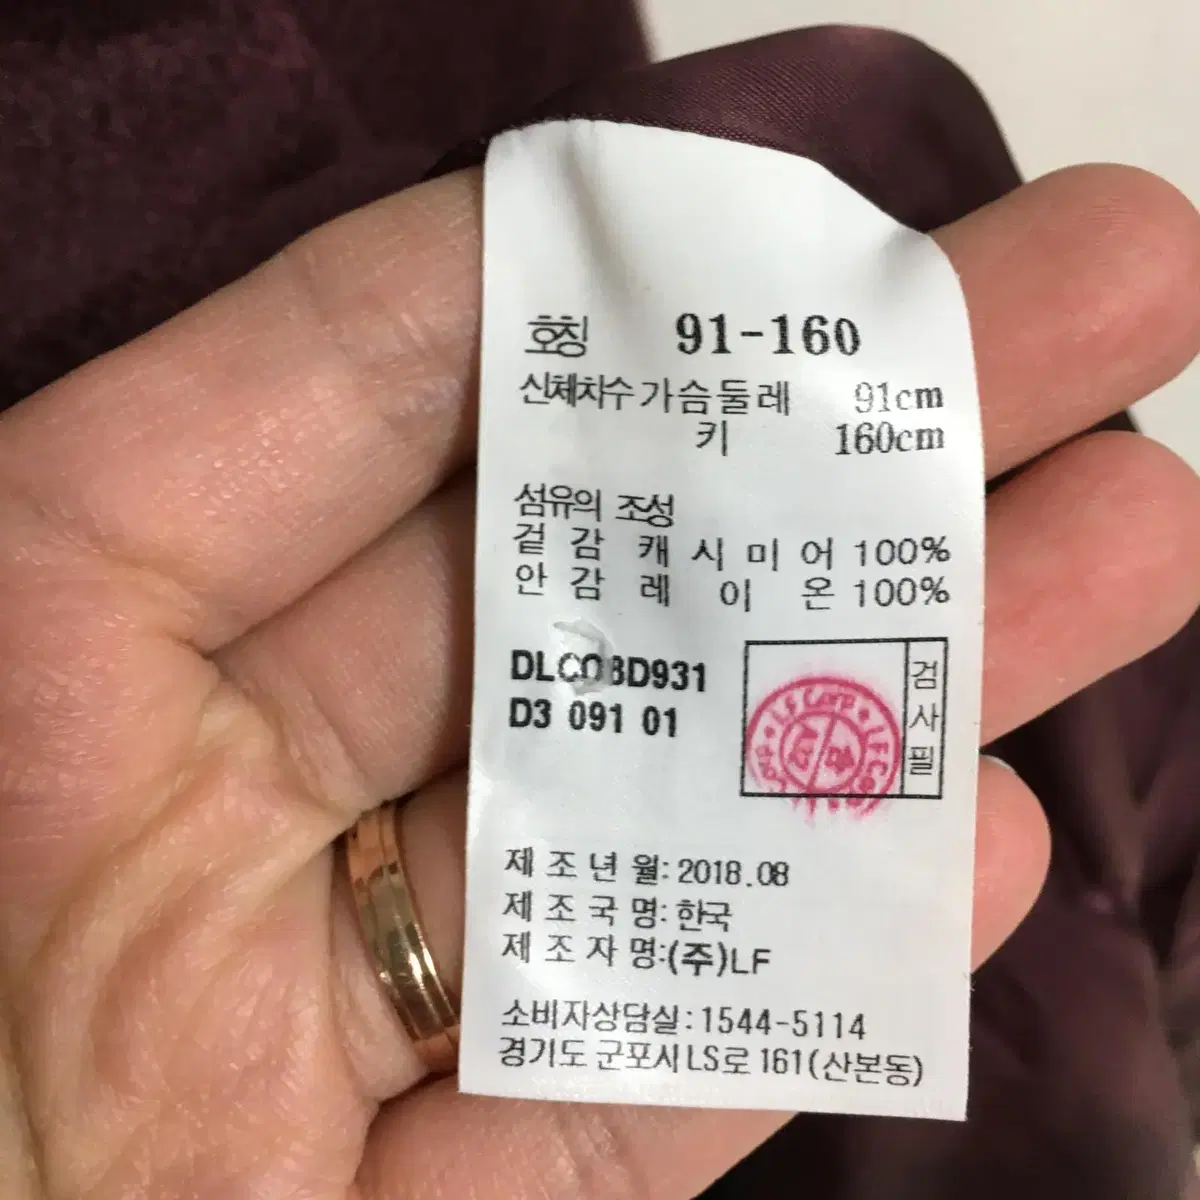 호칭 91-160
신체치수 가슴둘레 91cm
키 160cm
섬유의 조성
겉감 캐시미어 100%
안감 레이온 100%
DLCO8D931
D3 091 01
검사필
LF Corp LF Co
제조년월: 2018.08
제조국명: 한국
제조자명:(주)LF
소비자상담실: 1544-5114
경기도 군포시 LS로 161(산본동)